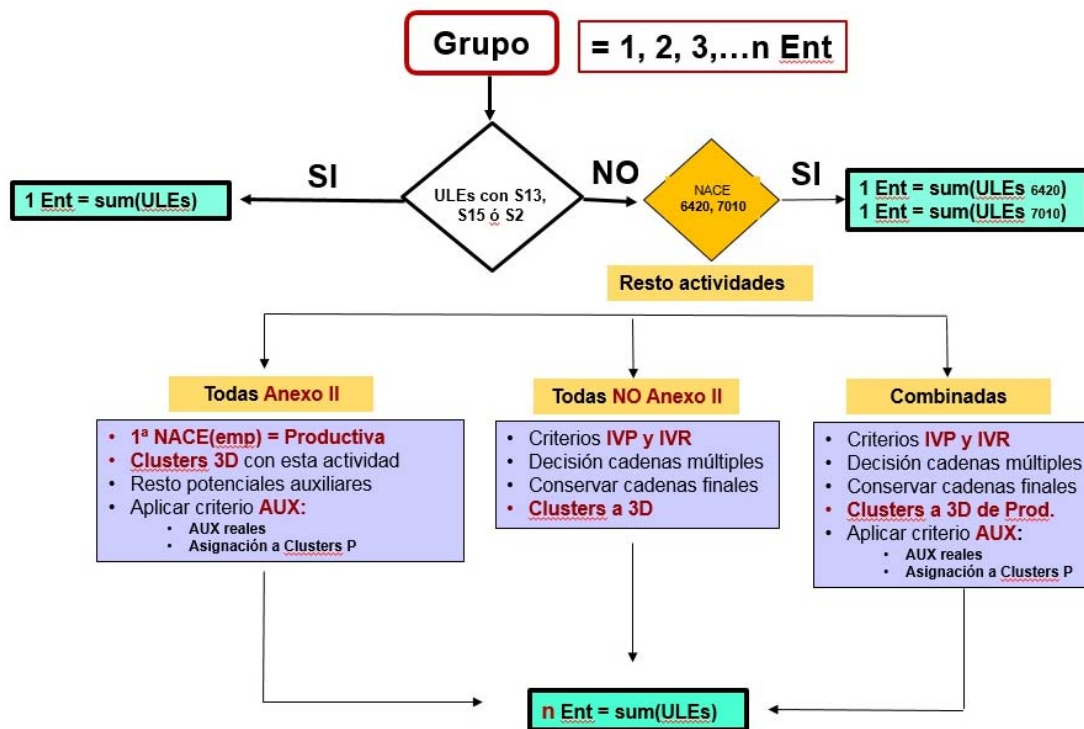 Grupo
= 1, 2, 3,...n Ent
SI
NO
SI
1 Ent = sum(ULEs)
ULEs con S13,
S15 ó S2
NACE
6420, 7010
1 Ent = sum(ULEs 6420)
1 Ent = sum(ULEs 7010)
Resto actividades
Todas Anexo II
• 1ª NACE(emp) = Productiva
• Clusters 3D con esta actividad
• Resto potenciales auxiliares
• Aplicar criterio AUX:
• AUX reales
• Asignación a Clusters P
Todas NO Anexo II
• Criterios IVP y IVR
• Decisión cadenas múltiples
• Conservar cadenas finales
• Clusters a 3D
Combinadas
• Criterios IVP y IVR
• Decisión cadenas múltiples
• Conservar cadenas finales
• Clusters a 3D de Prod.
• Aplicar criterio AUX:
• AUX reales
• Asignación a Clusters P
n Ent = sum(ULEs)